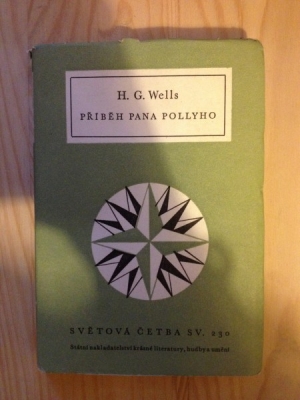 H. G. Wells
PŘÍBĚH PANA POLLYHO
SVĚTOVÁ ČETBA SV. 230
Státní nakladatelství krásné literatury, hudby a umění